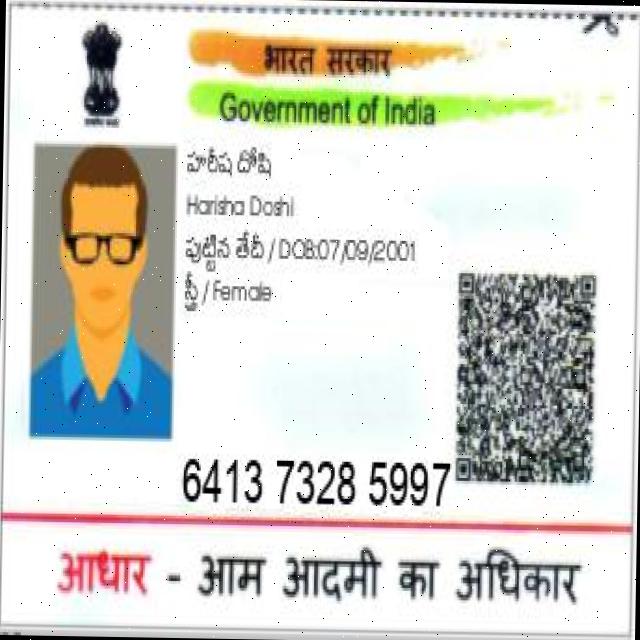 भारत सरकार
Government of India
హరీష దోషి
Harisha Doshi
పుట్టిన తేదీ / DOB:07/09/2001
స్త్రీ / Female
6413 7328 5997
आधार - आम आदमी का अधिकार